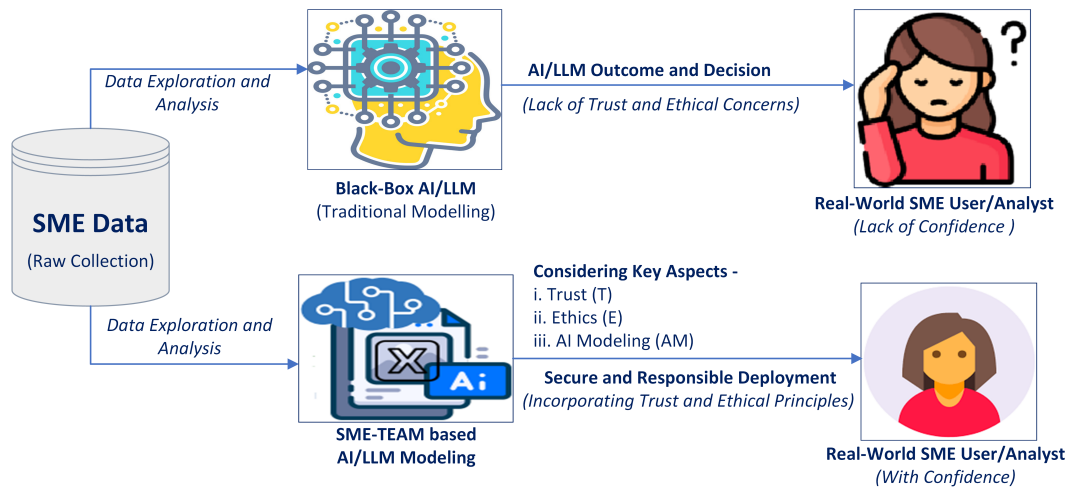 Data Exploration and
Analysis
AI/LLM Outcome and Decision
(Lack of Trust and Ethical Concerns)
?
Black-Box AI/LLM
(Traditional Modelling)
Real-World SME User/Analyst
(Lack of Confidence )
SME Data
(Raw Collection)
Data Exploration and
Analysis
X
Ai
SME-TEAM based
AI/LLM Modeling
Considering Key Aspects -
i. Trust (T)
ii. Ethics (E)
iii. AI Modeling (AM)
Secure and Responsible Deployment
(Incorporating Trust and Ethical Principles)
Real-World SME User/Analyst
(With Confidence)